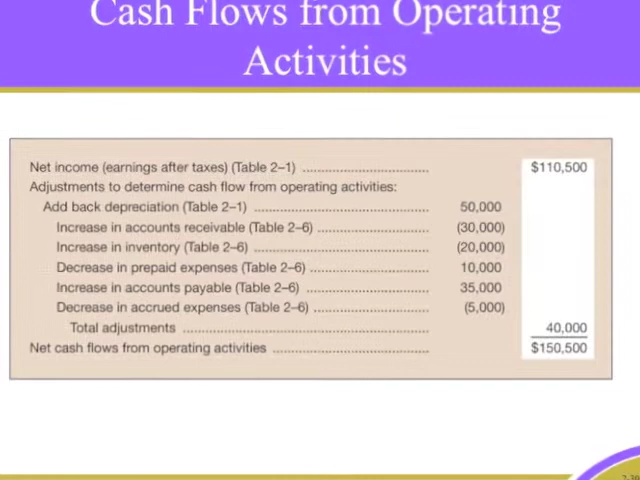 Cash Flows from Operating
Activities
Net income (earnings after taxes) (Table 2–1) ................................ $110,500
Adjustments to determine cash flow from operating activities:
Add back depreciation (Table 2–1) ............................................ 50,000
Increase in accounts receivable (Table 2–6) ............................ (30,000)
Increase in inventory (Table 2–6) ............................................ (20,000)
Decrease in prepaid expenses (Table 2–6) .............................. 10,000
Increase in accounts payable (Table 2–6) ................................ 35,000
Decrease in accrued expenses (Table 2–6) ............................. (5,000)
Total adjustments ............................................................... 40,000
Net cash flows from operating activities ....................................... $150,500